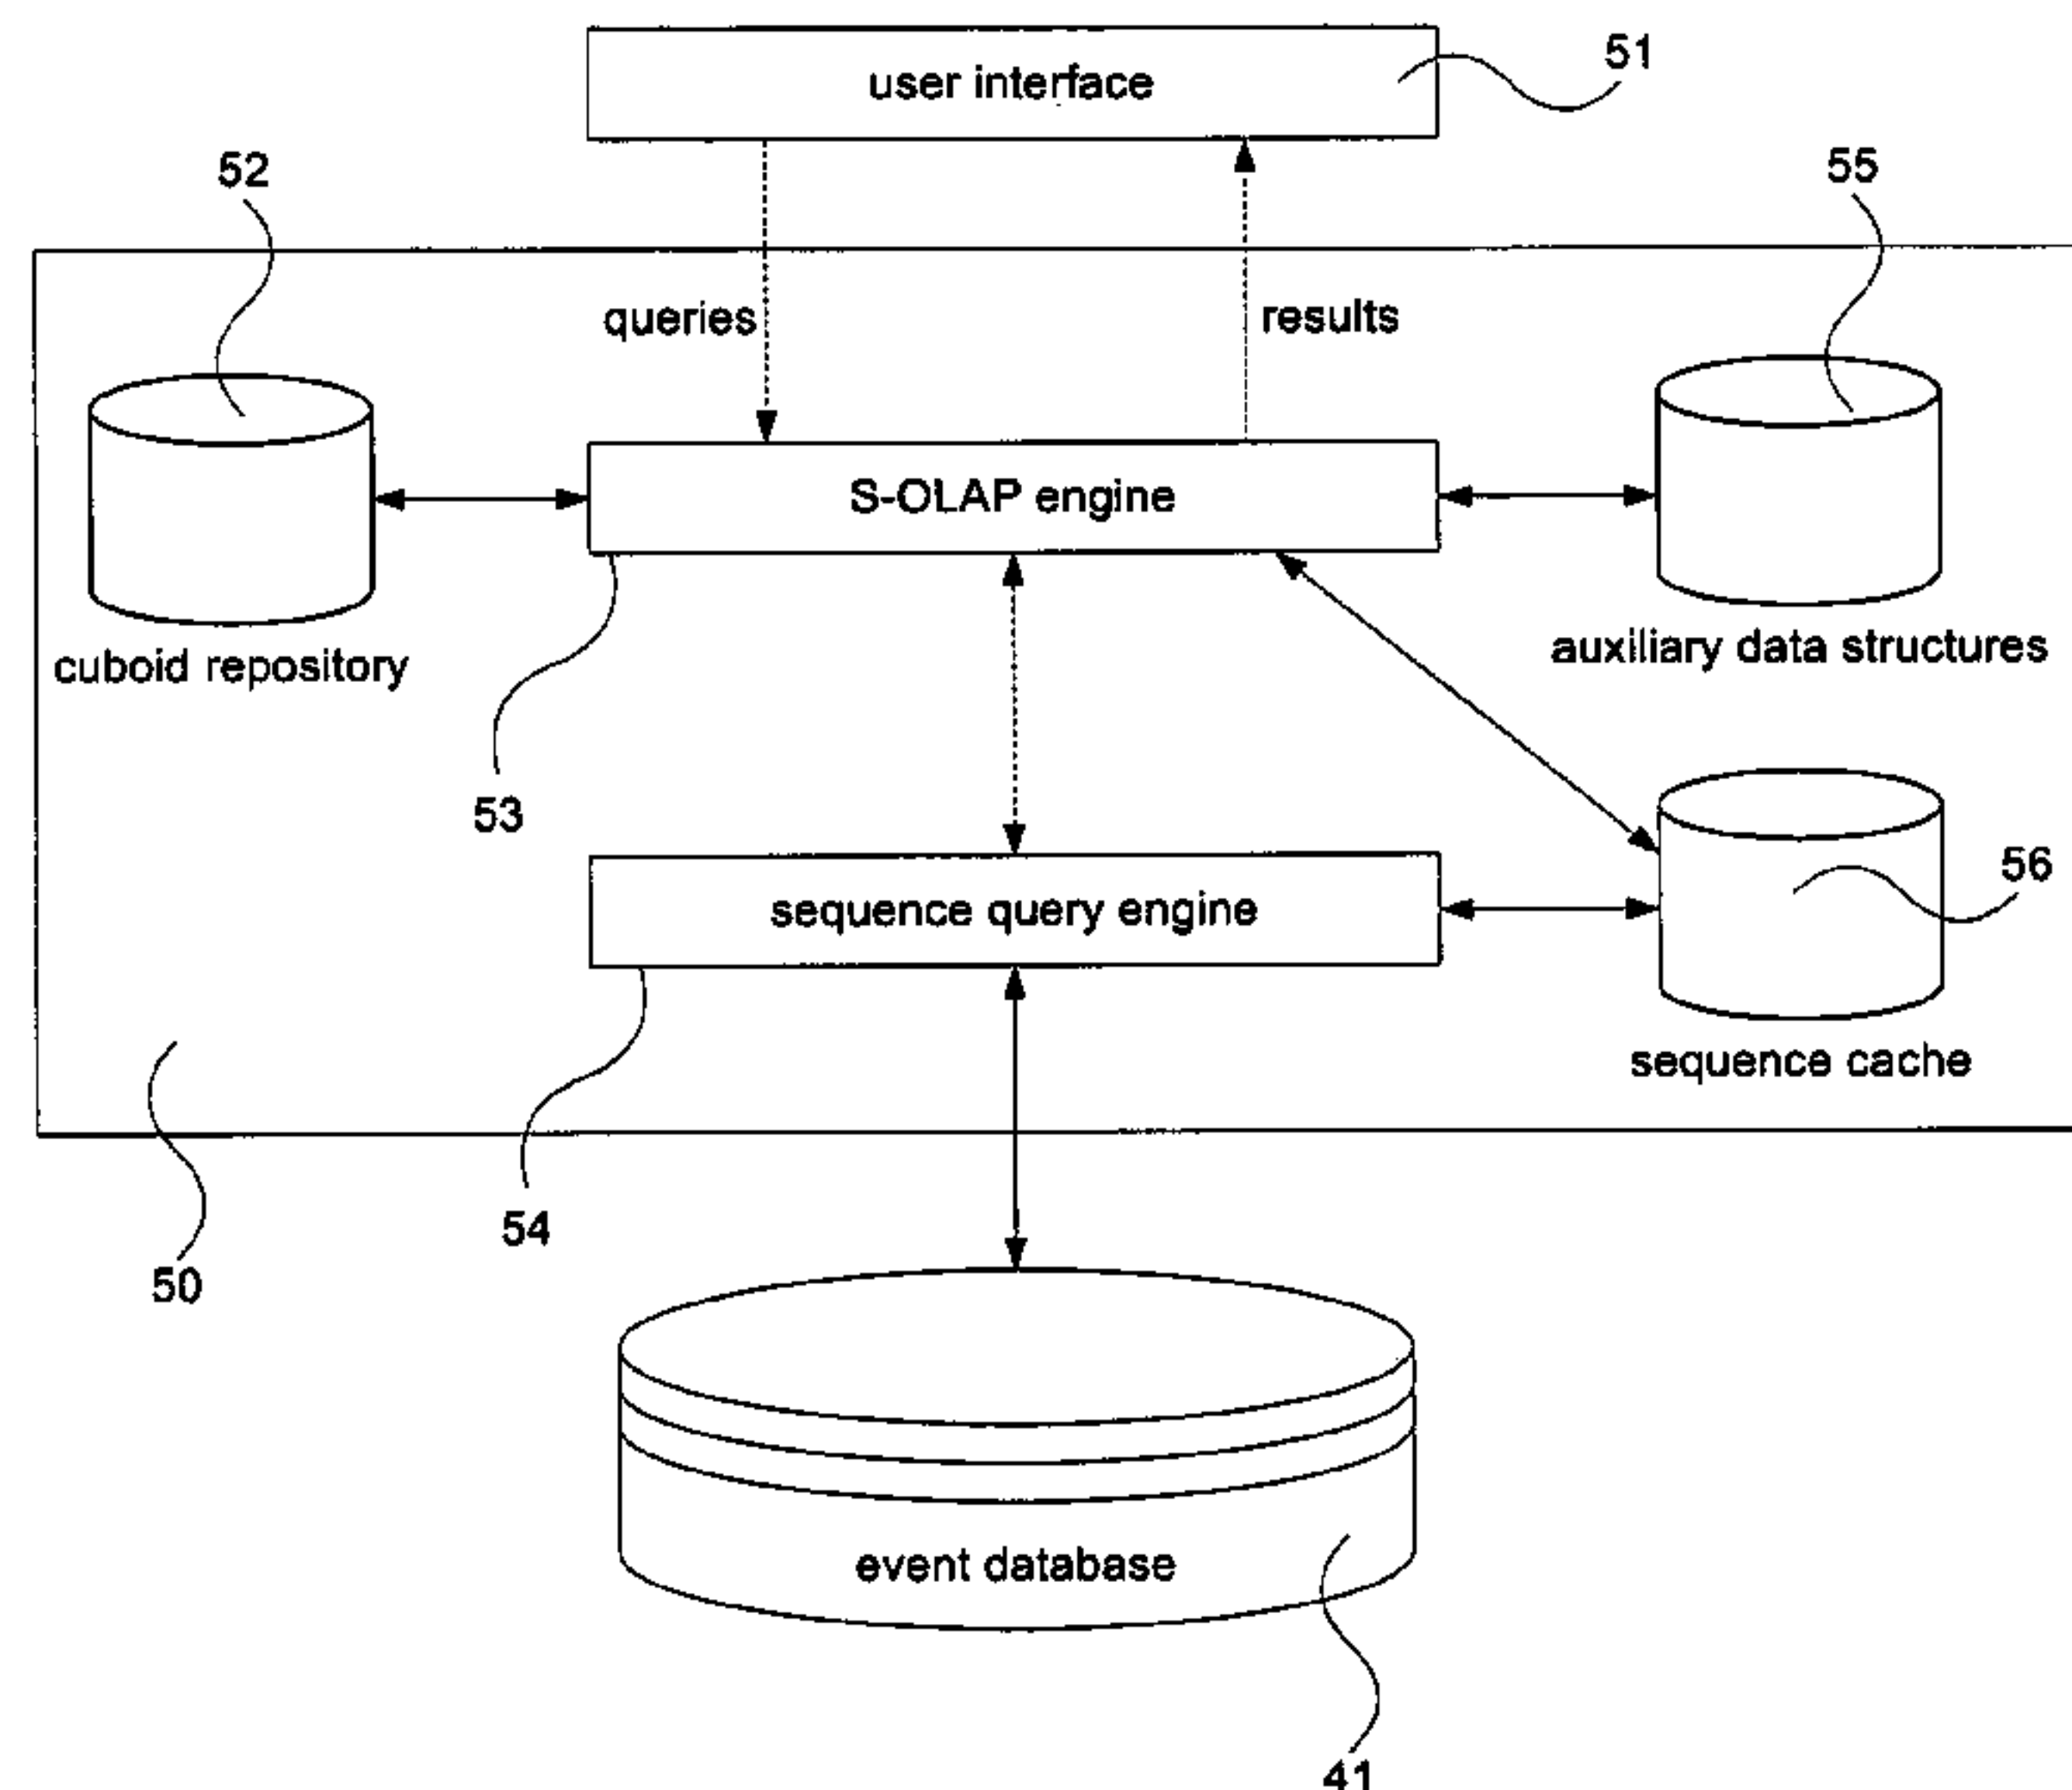 user interface
51
52
55
queries
results
S-OLAP engine
cuboid repository
auxiliary data structures
53
56
sequence query engine
sequence cache
54
50
event database
41